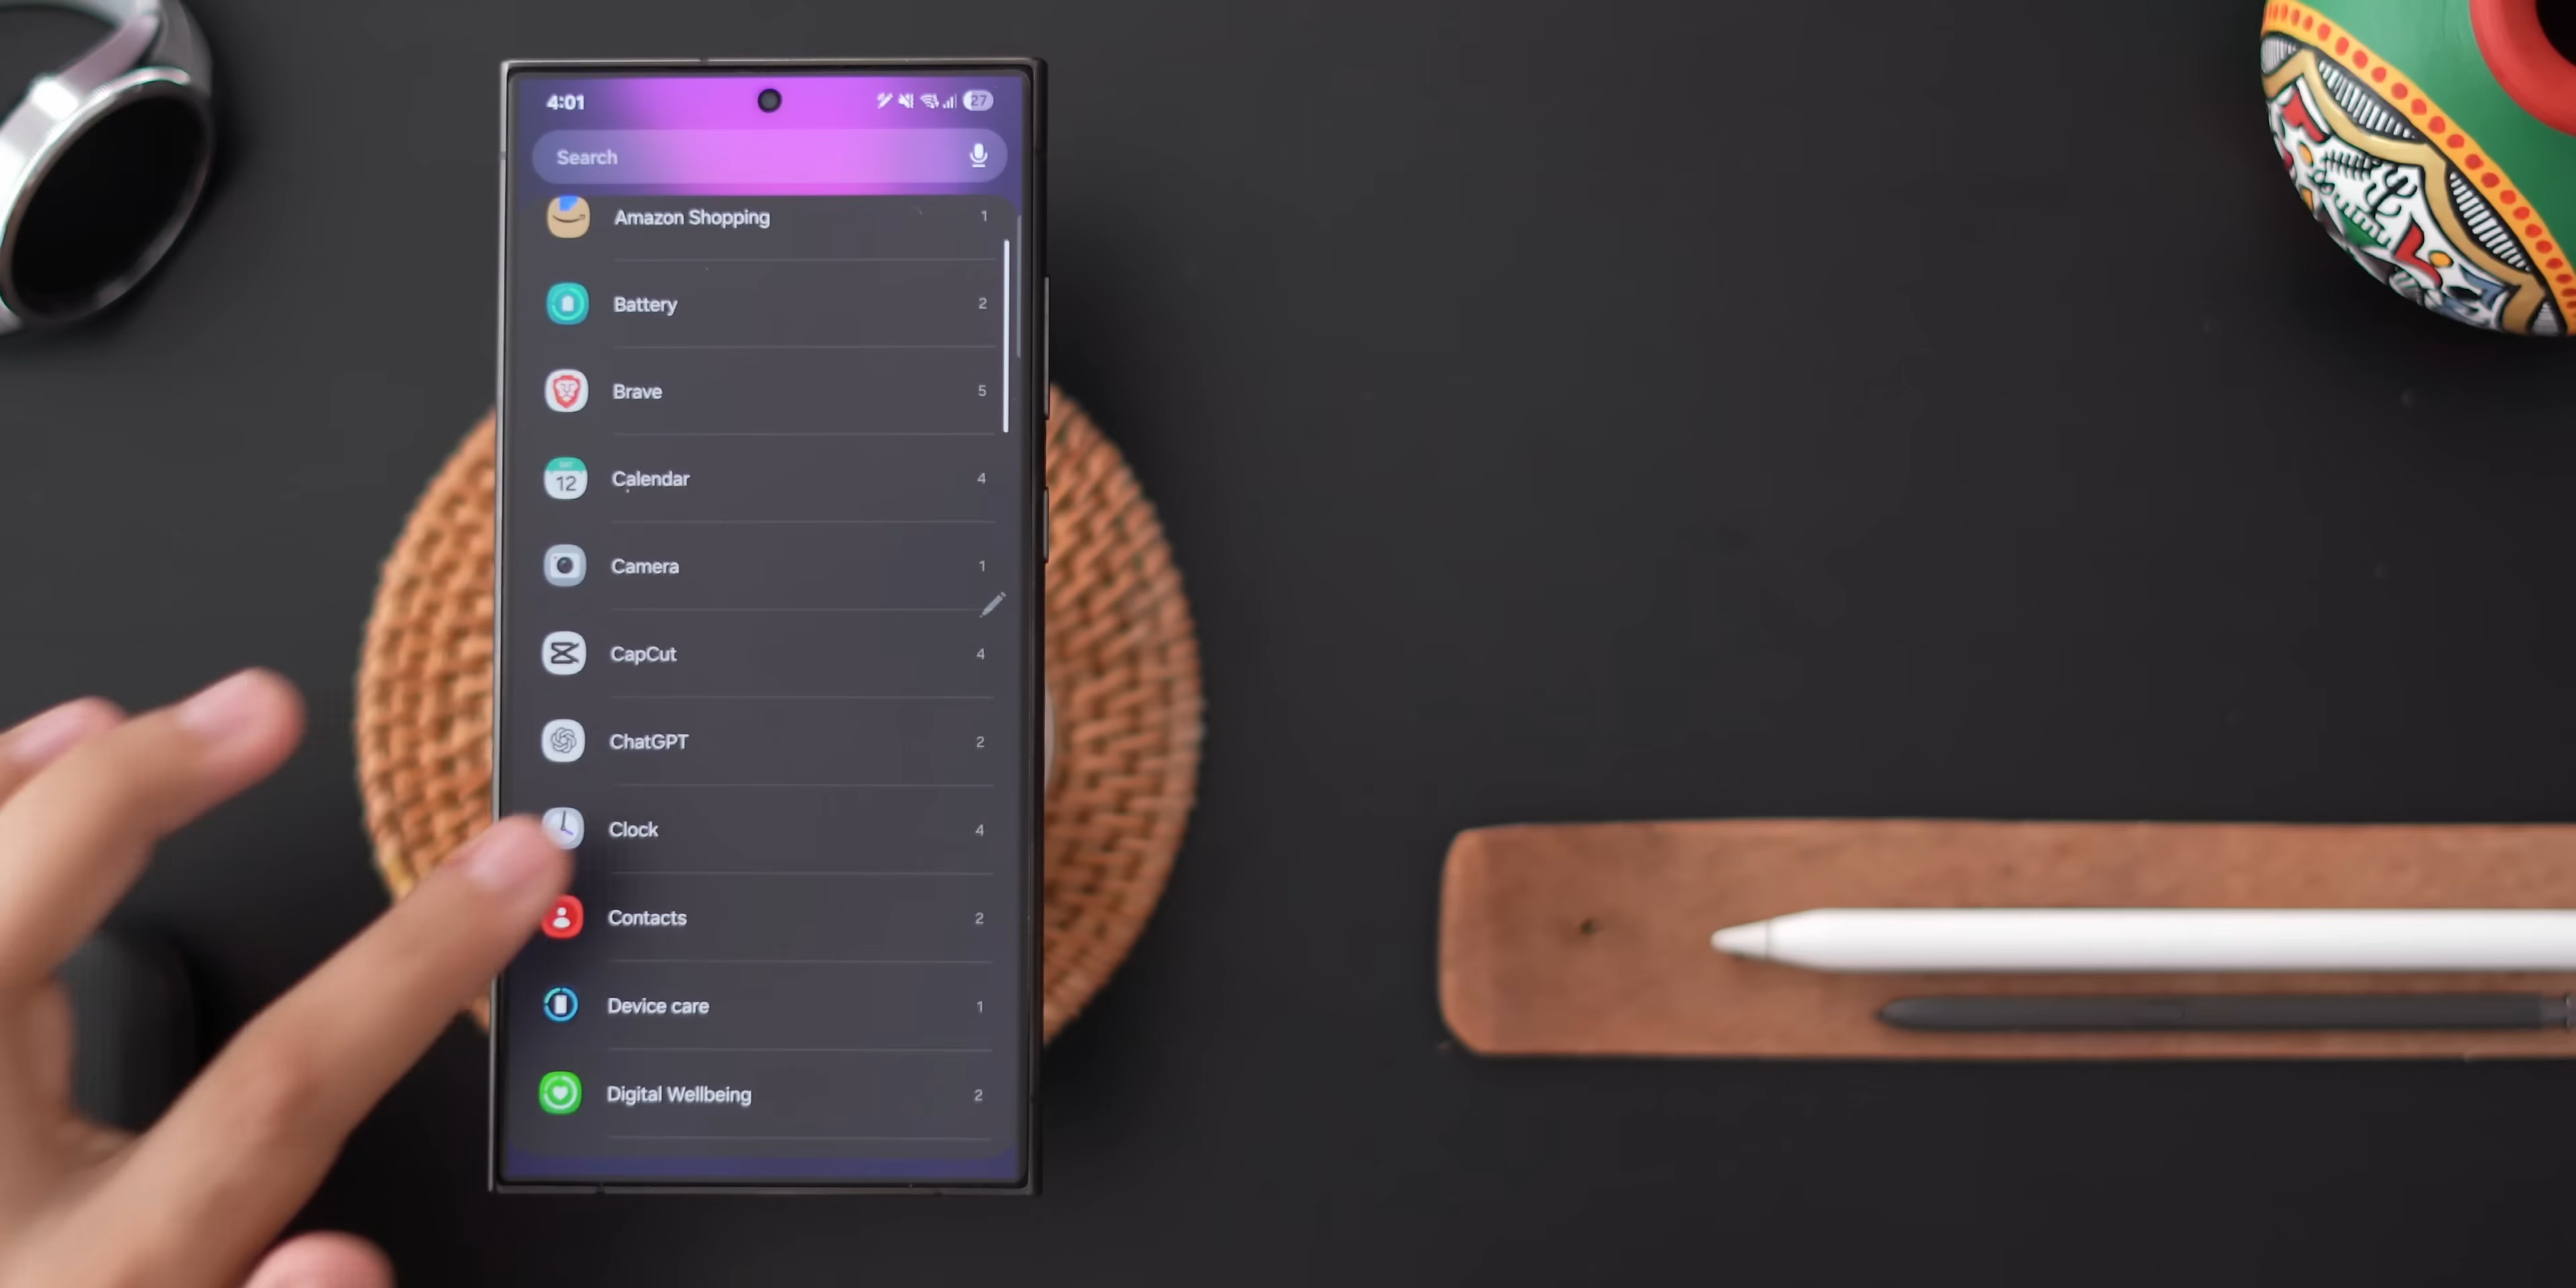 4:01 27
Search
Amazon Shopping 1
Battery 2
Brave 5
12
Calendar 4
Camera 1
CapCut 4
ChatGPT 2
Clock 4
Contacts 2
Device care 1
Digital Wellbeing 2